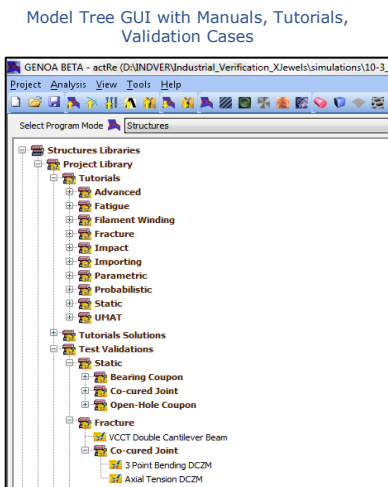 Model Tree GUI with Manuals, Tutorials,
Validation Cases
GENOA BETA - actRe (D:\INDVER\Industrial_Verification_XJewels\simulations\10-3_
Project Analysis View Tools Help
Select Program Mode Structures
Structures Libraries
Project Library
Tutorials
Advanced
Fatigue
Filament Winding
Fracture
Impact
Importing
Parametric
Probabilistic
Static
UMAT
Tutorials Solutions
Test Validations
Static
Bearing Coupon
Co-cured Joint
Open-Hole Coupon
Fracture
VCCT Double Cantilever Beam
Co-cured Joint
3 Point Bending DCZM
Axial Tension DCZM